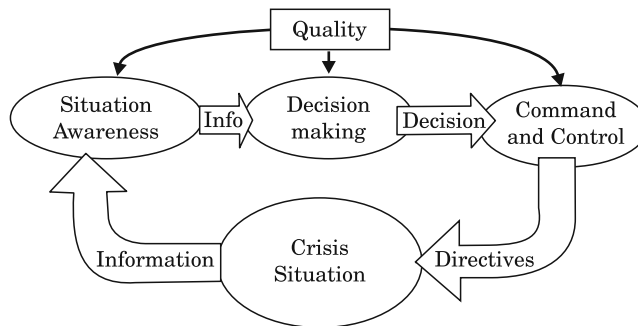 Quality
Situation
Awareness
Info
Decision
making
Decision
Command
and Control
Information
Crisis
Situation
Directives